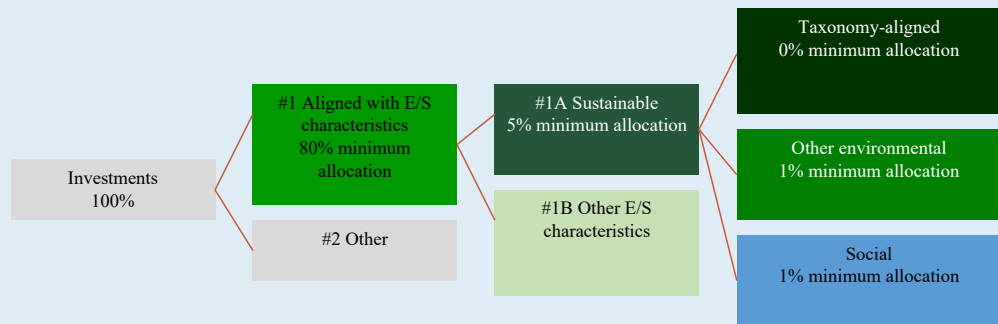 Investments
100%
#1 Aligned with E/S
characteristics
80% minimum
allocation
#2 Other
#1A Sustainable
5% minimum allocation
#1B Other E/S
characteristics
Taxonomy-aligned
0% minimum allocation
Other environmental
1% minimum allocation
Social
1% minimum allocation